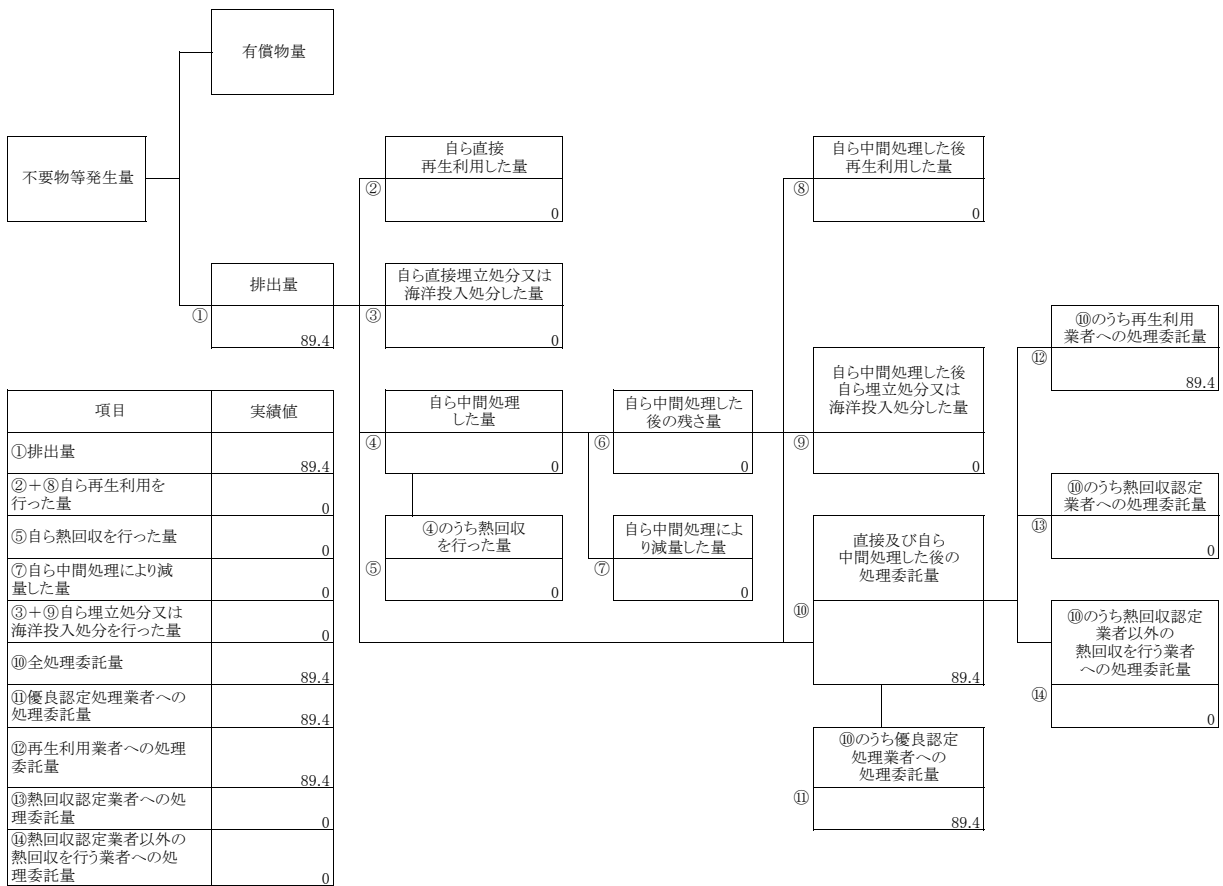 有償物量
不要物等発生量
自ら直接
再生利用した量
②
0
自ら中間処理した後
再生利用した量
⑧
0
排出量
①
89.4
自ら直接埋立処分又は
海洋投入処分した量
③
0
⑩のうち再生利用
業者への処理委託量
⑫
89.4
自ら中間処理
した量
④
0
自ら中間処理した
後の残さ量
⑥
0
自ら中間処理した後
自ら埋立処分又は
海洋投入処分した量
⑨
0
⑩のうち熱回収認定
業者への処理委託量
⑬
0
④のうち熱回収
を行った量
⑤
0
自ら中間処理によ
り減量した量
⑦
0
直接及び自ら
中間処理した後の
処理委託量
⑩
89.4
⑩のうち熱回収認定
業者以外の
熱回収を行う業者
への処理委託量
⑭
0
⑩のうち優良認定
処理業者への
処理委託量
⑪
89.4
項目 実績値
①排出量
89.4
②+⑧自ら再生利用を
行った量
0
⑤自ら熱回収を行った量
0
⑦自ら中間処理により減
量した量
0
③+⑨自ら埋立処分又は
海洋投入処分を行った量
0
⑩全処理委託量
89.4
⑪優良認定処理業者への
処理委託量
89.4
⑫再生利用業者への処理
委託量
89.4
⑬熱回収認定業者への処
理委託量
0
⑭熱回収認定業者以外の
熱回収を行う業者への処
理委託量
0